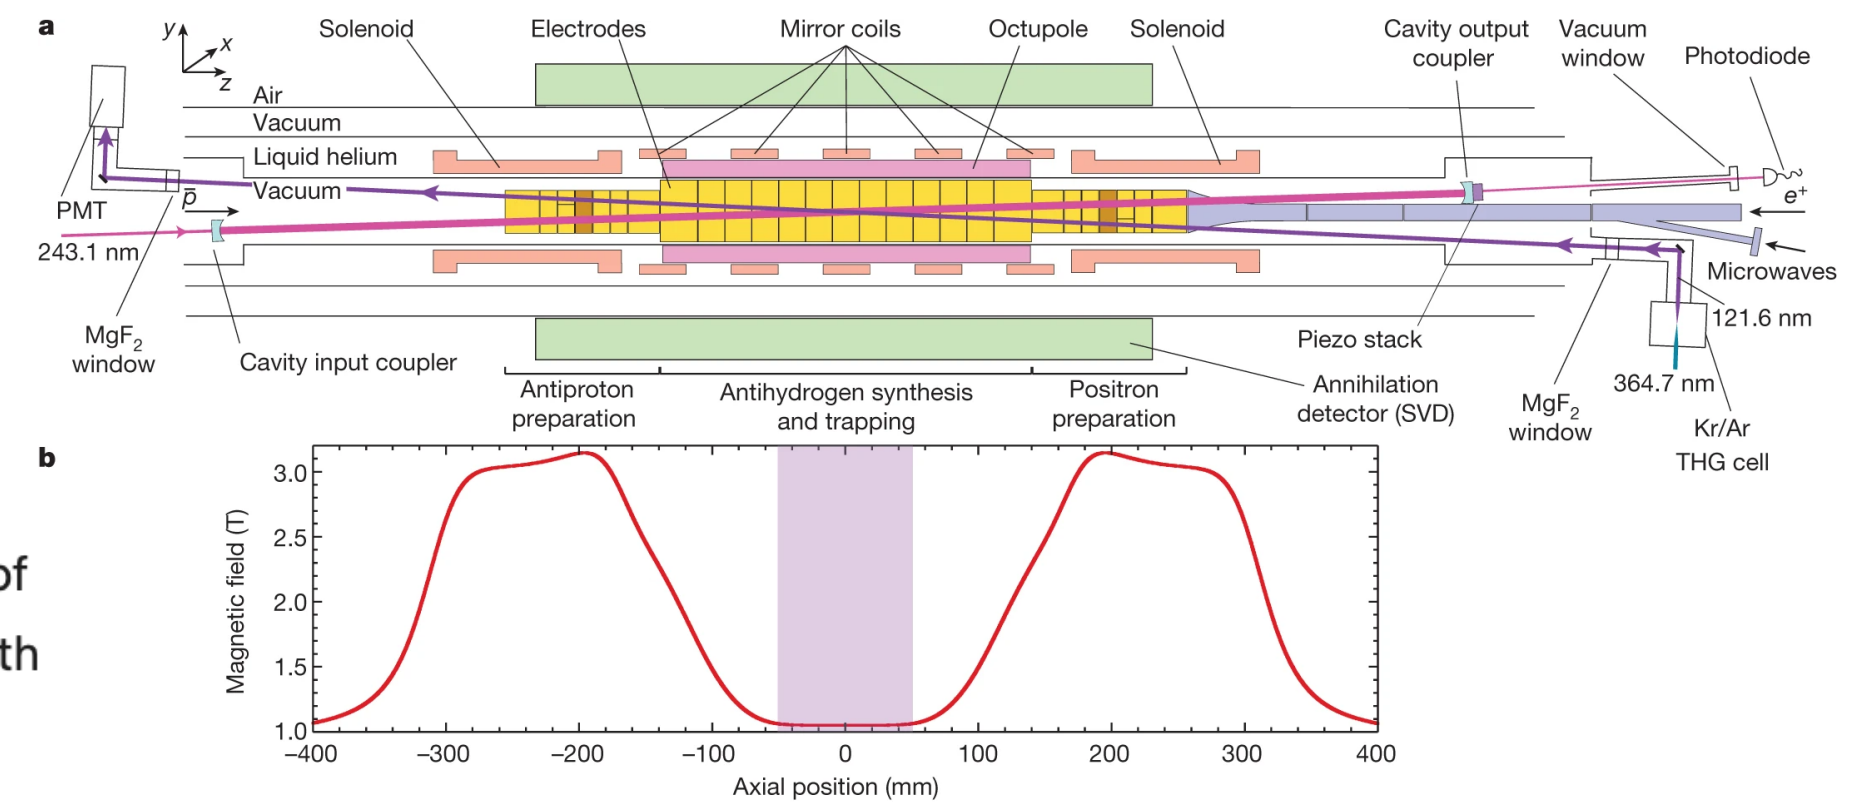 a
y
x
z
Solenoid
Electrodes
Mirror coils
Octupole
Solenoid
Cavity output
coupler
Vacuum
window
Photodiode
Air
Vacuum
Liquid helium
Vacuum
PMT
p̅
e⁺
243.1 nm
Microwaves
MgF₂
window
Cavity input coupler
Piezo stack
121.6 nm
364.7 nm
Antiproton
preparation
Antihydrogen synthesis
and trapping
Positron
preparation
Annihilation
detector (SVD)
MgF₂
window
Kr/Ar
THG cell
b
of
th
Magnetic field (T)
3.0
2.5
2.0
1.5
1.0
−400 −300 −200 −100 0 100 200 300 400
Axial position (mm)